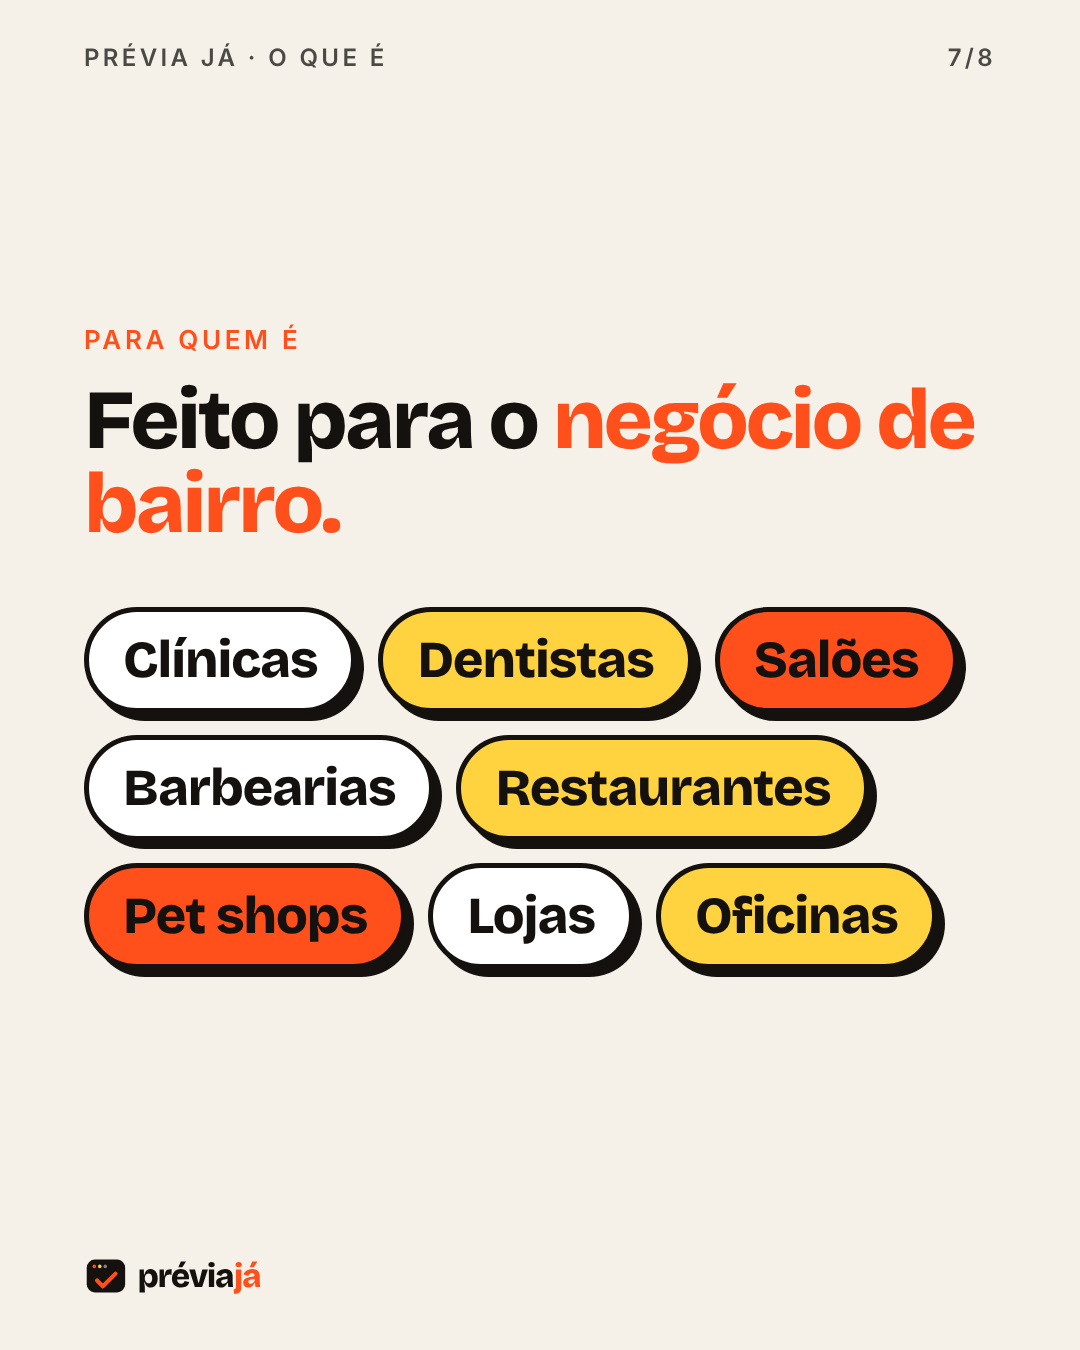 PRÉVIA JÁ · O QUE É 7/8
PARA QUEM É
Feito para o negócio de
bairro.
Clínicas Dentistas Salões
Barbearias Restaurantes
Pet shops Lojas Oficinas
préviajá